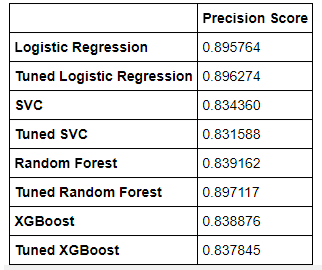 Precision Score
Logistic Regression 0.895764
Tuned Logistic Regression 0.896274
SVC 0.834360
Tuned SVC 0.831588
Random Forest 0.839162
Tuned Random Forest 0.897117
XGBoost 0.838876
Tuned XGBoost 0.837845